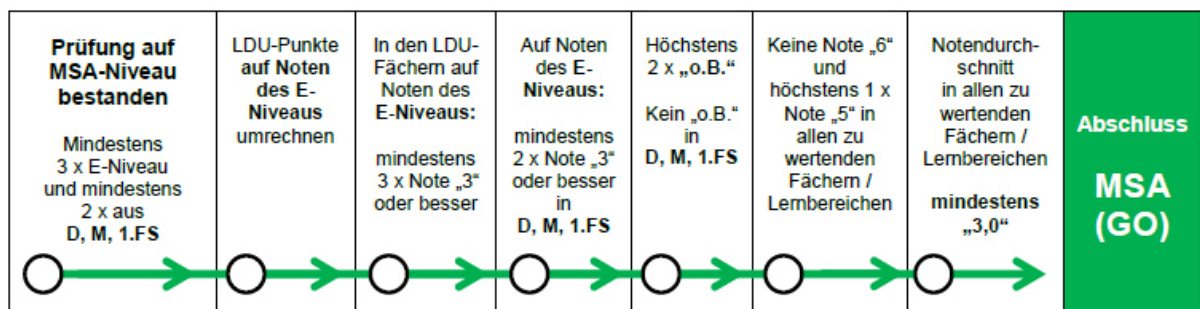 Prüfung auf
MSA-Niveau
bestanden
Mindestens
3 x E-Niveau
und mindestens
2 x aus
D, M, 1.FS
LDU-Punkte
auf Noten
des E-
Niveaus
umrechnen
In den LDU-
Fächern auf
Noten des
E-Niveaus:
mindestens
3 x Note „3“
oder besser
Auf Noten
des E-
Niveaus:
mindestens
2 x Note „3“
oder besser
in
D, M, 1.FS
Höchstens
2 x „o.B.“
Kein „o.B.“
in
D, M, 1.FS
Keine Note „6“
und
höchstens 1 x
Note „5“ in
allen zu
wertenden
Fächern /
Lernbereichen
Notendurch-
schnitt
in allen zu
wertenden
Fächern /
Lernbereichen
mindestens
„3,0“
Abschluss
MSA
(GO)